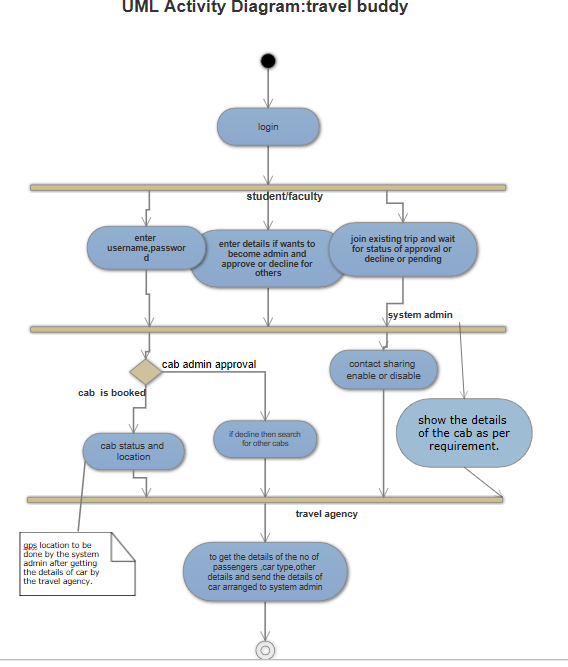 UML Activity Diagram:travel buddy
login
student/faculty
enter
username,passwor
d
enter details if wants to
become admin and
approve or decline for
others
join existing trip and wait
for status of approval or
decline or pending
system admin
cab admin approval
contact sharing
enable or disable
cab  is booked
show the details
of the cab as per
requirement.
cab status and
location
if decline then search
for other cabs
travel agency
gps location to be
done by the system
admin after getting
the details of car by
the travel agency.
to get the details of the no of
passengers ,car type,other
details and send the details of
car arranged to system admin